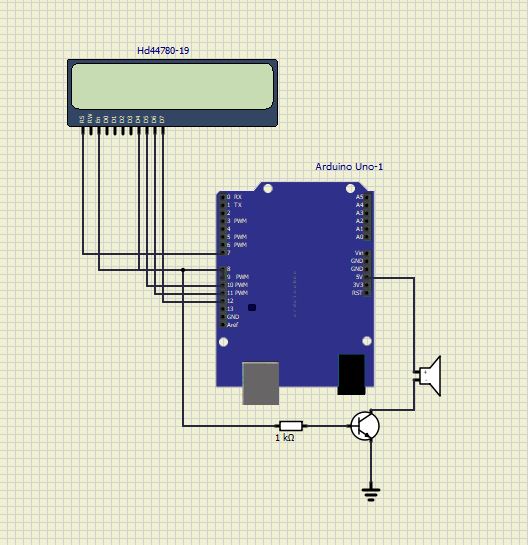 Hd44780-19
RS RW En D0 D1 D2 D3 D4 D5 D6 D7
Arduino Uno-1
0 RX A5
1 TX A4
2 A3
3 PWM A2
4 A1
5 PWM A0
6 PWM
7 Vin
GND
8 GND
9 PWM 5V
10 PWM 3V3
11 PWM RST
12
13
GND
Aref
1 kΩ